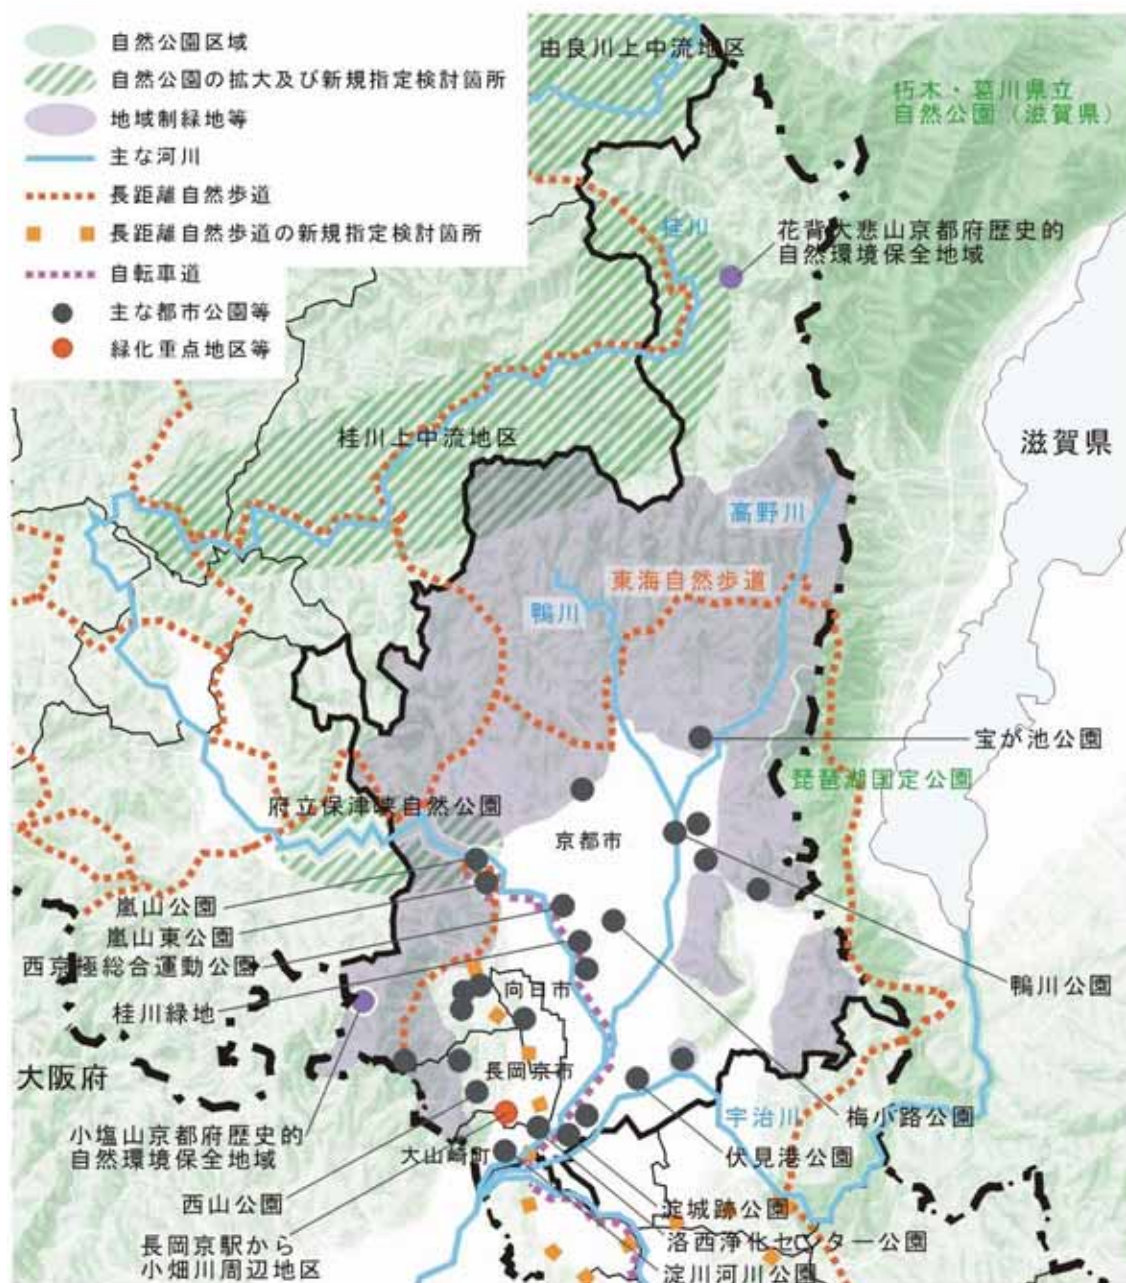 自然公園区域
自然公園の拡大及び新規指定検討箇所
地域制緑地等
主な河川
長距離自然歩道
長距離自然歩道の新規指定検討箇所
自転車道
主な都市公園等
緑化重点地区等
由良川上中流地区
朽木・葛川県立
自然公園（滋賀県）
桂川
花背大悲山京都府歴史的
自然環境保全地域
桂川上中流地区
滋賀県
高野川
東海自然歩道
鴨川
宝が池公園
琵琶湖国定公園
府立保津峡自然公園
京都市
嵐山公園
嵐山東公園
西京極総合運動公園
桂川緑地
向日市
鴨川公園
大阪府
長岡京市
小塩山京都府歴史的
自然環境保全地域
大山崎町
宇治川
梅小路公園
伏見港公園
西山公園
淀城跡公園
洛西浄化センター公園
長岡京駅から
小畑川周辺地区
淀川河川公園